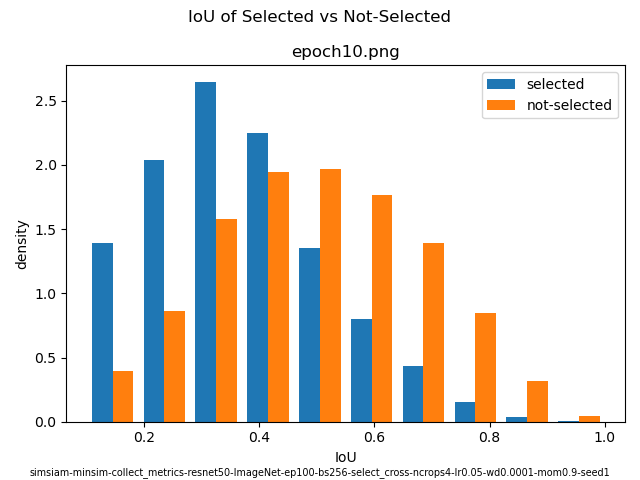 IoU of Selected vs Not-Selected
epoch10.png
selected
not-selected
2.5
2.0
1.5
1.0
0.5
0.0
density
0.2 0.4 0.6 0.8 1.0
IoU
simsiam-minsim-collect_metrics-resnet50-ImageNet-ep100-bs256-select_cross-ncrops4-lr0.05-wd0.0001-mom0.9-seed1